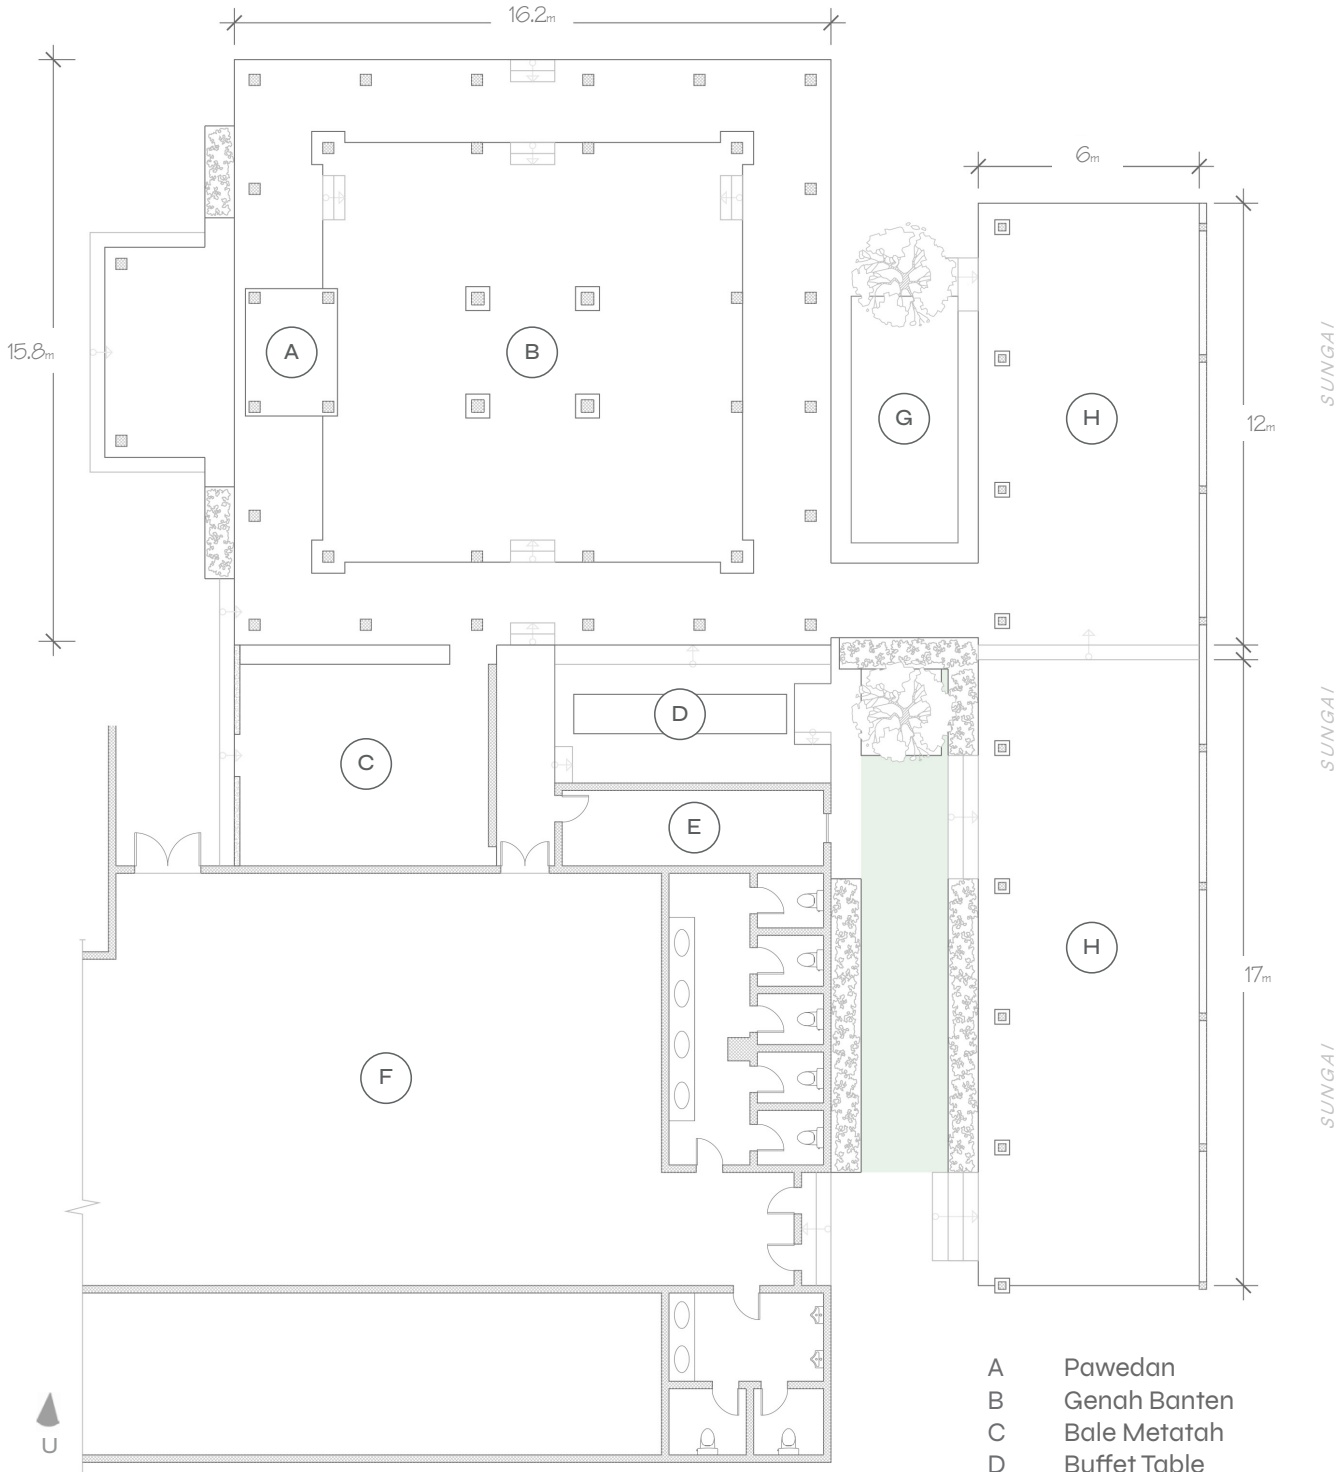 16.2m
6m
15.8m
A
B
G
H
12m
SUNGAI
C
D
E
SUNGAI
F
H
17m
SUNGAI
U
A Pawedan
B Genah Banten
C Bale Metatah
D Buffet Table